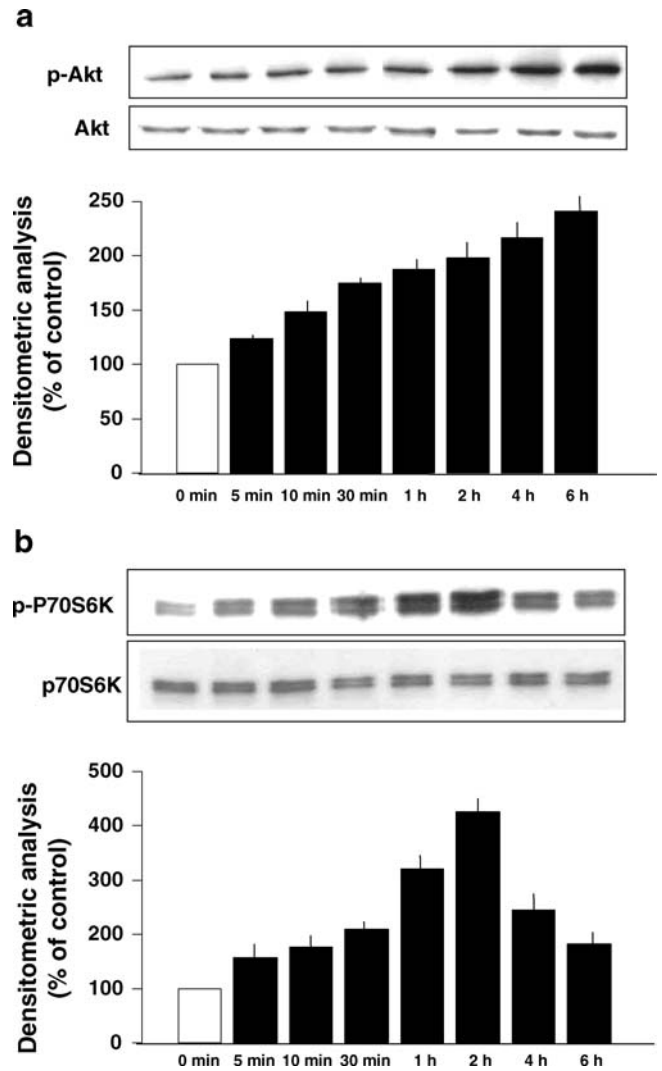 a
p-Akt
Akt
Densitometric analysis
(% of control)
250
200
150
100
50
0
0 min 5 min 10 min 30 min 1 h 2 h 4 h 6 h
b
p-P70S6K
p70S6K
Densitometric analysis
(% of control)
500
400
300
200
100
0
0 min 5 min 10 min 30 min 1 h 2 h 4 h 6 h